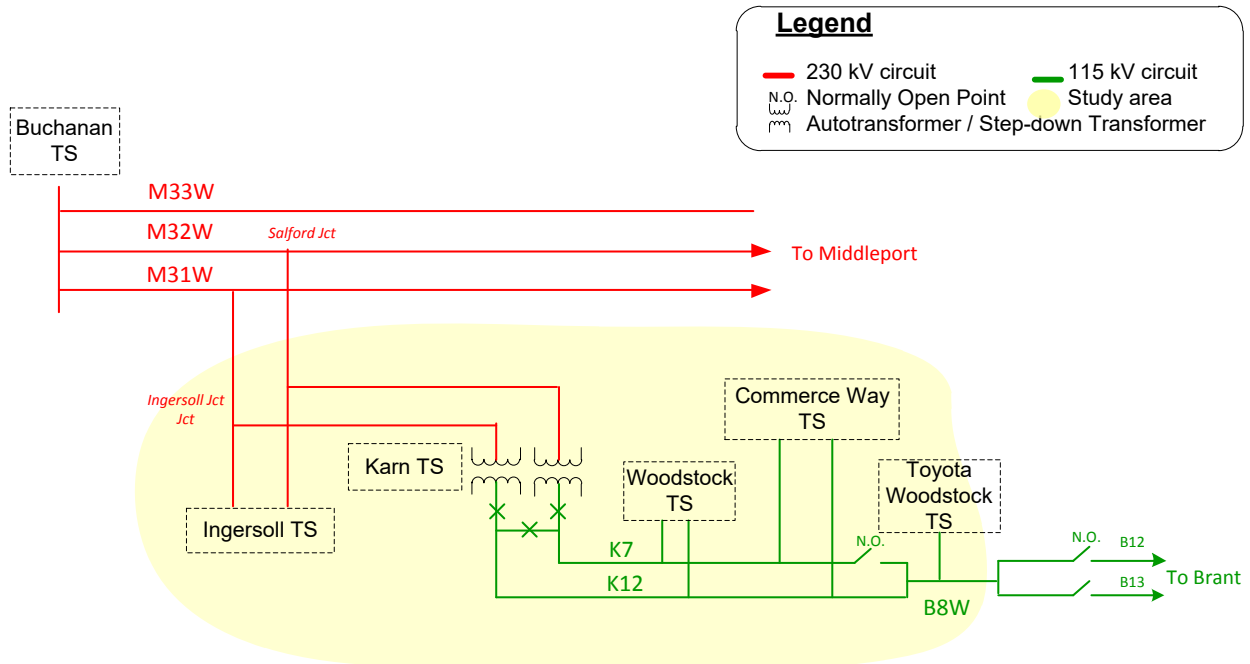 Legend
230 kV circuit
115 kV circuit
N.O. Normally Open Point
Study area
Autotransformer / Step-down Transformer
Buchanan
TS
M33W
M32W
Salford Jct
To Middleport
M31W
Ingersoll Jct
Jct
Commerce Way
TS
Karn TS
Woodstock
TS
Toyota
Woodstock
TS
Ingersoll TS
K7
N.O.
N.O.
B12
To Brant
K12
B13
B8W